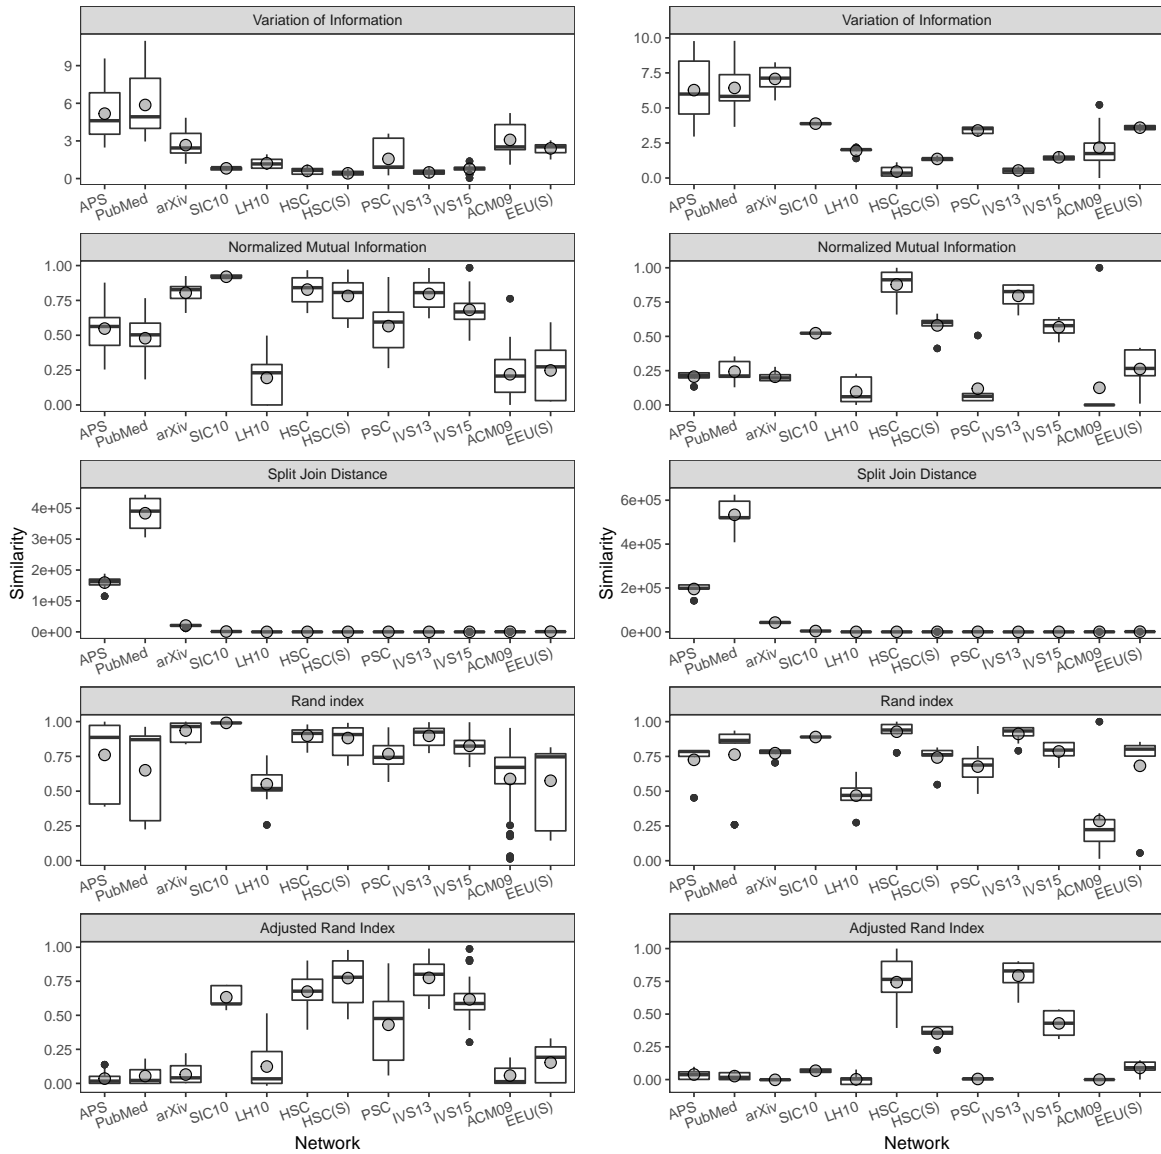 Variation of Information
9
6
3
0
APS PubMed arXiv SIC10 LH10 HSC HSC(S) PSC IVS13 IVS15 ACM09 EEU(S)
Normalized Mutual Information
1.00
0.75
0.50
0.25
0.00
APS PubMed arXiv SIC10 LH10 HSC HSC(S) PSC IVS13 IVS15 ACM09 EEU(S)
Split Join Distance
4e+05
3e+05
2e+05
1e+05
0e+00
APS PubMed arXiv SIC10 LH10 HSC HSC(S) PSC IVS13 IVS15 ACM09 EEU(S)
Rand index
1.00
0.75
0.50
0.25
0.00
APS PubMed arXiv SIC10 LH10 HSC HSC(S) PSC IVS13 IVS15 ACM09 EEU(S)
Adjusted Rand Index
1.00
0.75
0.50
0.25
0.00
APS PubMed arXiv SIC10 LH10 HSC HSC(S) PSC IVS13 IVS15 ACM09 EEU(S)
Network
Similarity
Variation of Information
10.0
7.5
5.0
2.5
0.0
APS PubMed arXiv SIC10 LH10 HSC HSC(S) PSC IVS13 IVS15 ACM09 EEU(S)
Normalized Mutual Information
1.00
0.75
0.50
0.25
0.00
APS PubMed arXiv SIC10 LH10 HSC HSC(S) PSC IVS13 IVS15 ACM09 EEU(S)
Split Join Distance
6e+05
4e+05
2e+05
0e+00
APS PubMed arXiv SIC10 LH10 HSC HSC(S) PSC IVS13 IVS15 ACM09 EEU(S)
Rand index
1.00
0.75
0.50
0.25
0.00
APS PubMed arXiv SIC10 LH10 HSC HSC(S) PSC IVS13 IVS15 ACM09 EEU(S)
Adjusted Rand Index
1.00
0.75
0.50
0.25
0.00
APS PubMed arXiv SIC10 LH10 HSC HSC(S) PSC IVS13 IVS15 ACM09 EEU(S)
Network
Similarity